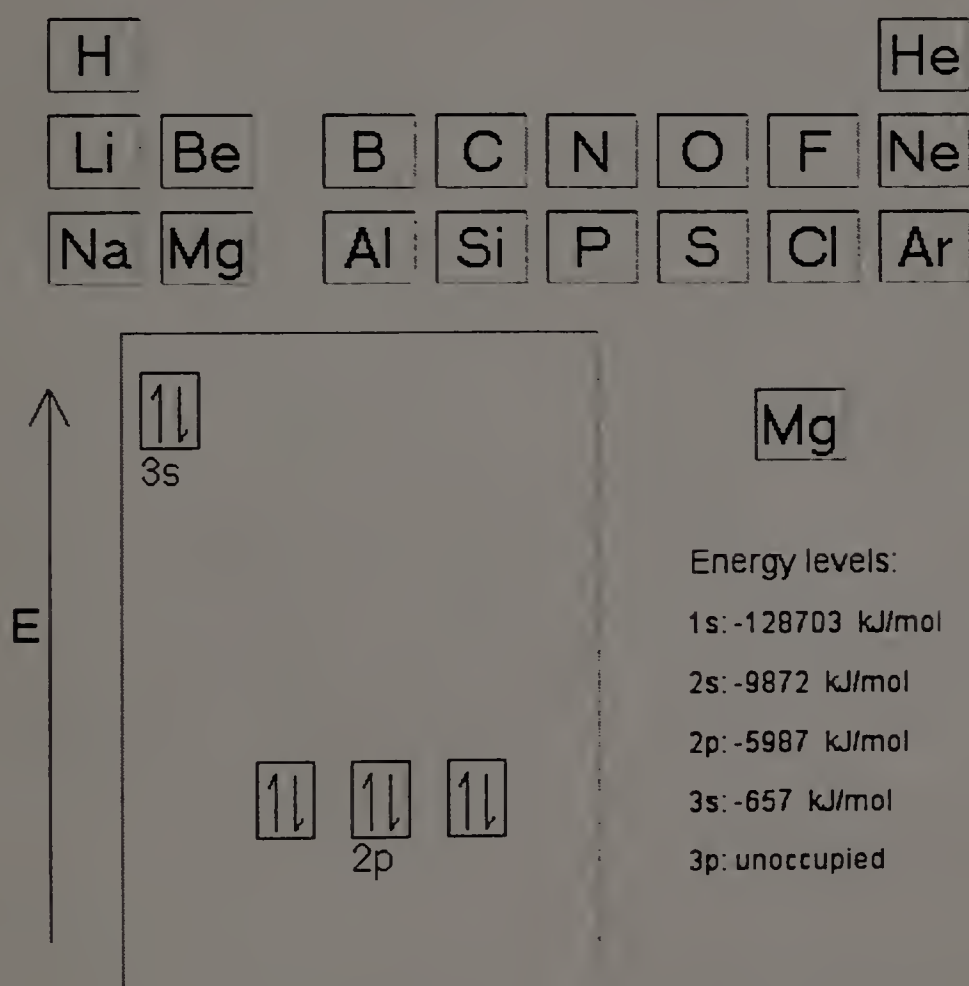 H He
Li Be B C N O F Ne
Na Mg Al Si P S Cl Ar
3s
Mg
Energy levels:
1s: -128703 kJ/mol
E
2s: -9872 kJ/mol
2p: -5987 kJ/mol
3s: -657 kJ/mol
2p
3p: unoccupied